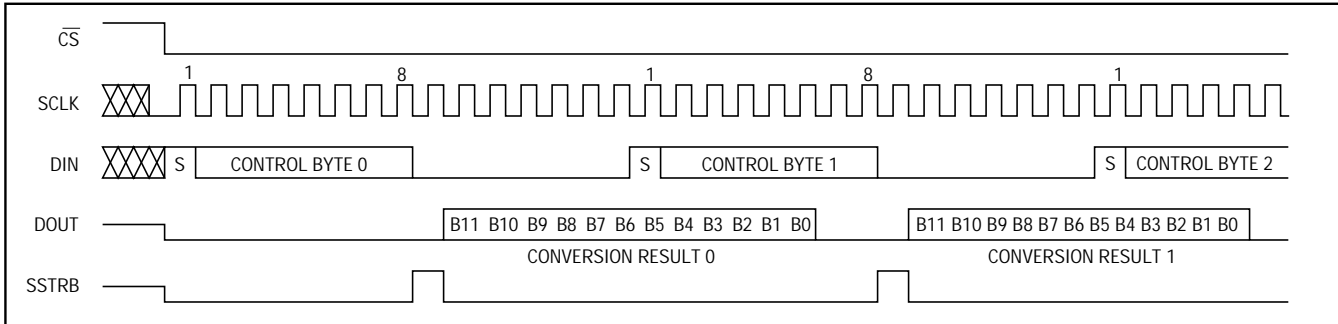 CS
1 8 1 8 1
SCLK
DIN S CONTROL BYTE 0 S CONTROL BYTE 1 S CONTROL BYTE 2
DOUT B11 B10 B9 B8 B7 B6 B5 B4 B3 B2 B1 B0 B11 B10 B9 B8 B7 B6 B5 B4 B3 B2 B1 B0
CONVERSION RESULT 0 CONVERSION RESULT 1
SSTRB